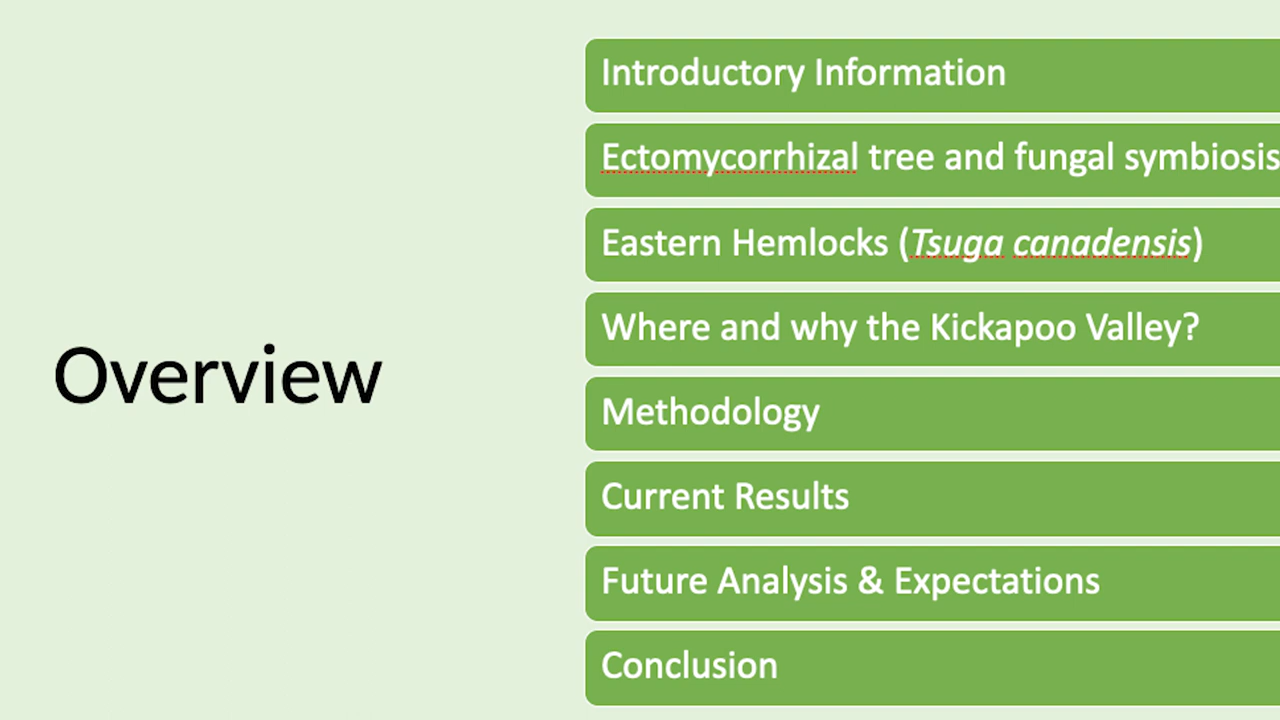 Overview
Introductory Information
Ectomycorrhizal tree and fungal symbiosis
Eastern Hemlocks (Tsuga canadensis)
Where and why the Kickapoo Valley?
Methodology
Current Results
Future Analysis & Expectations
Conclusion